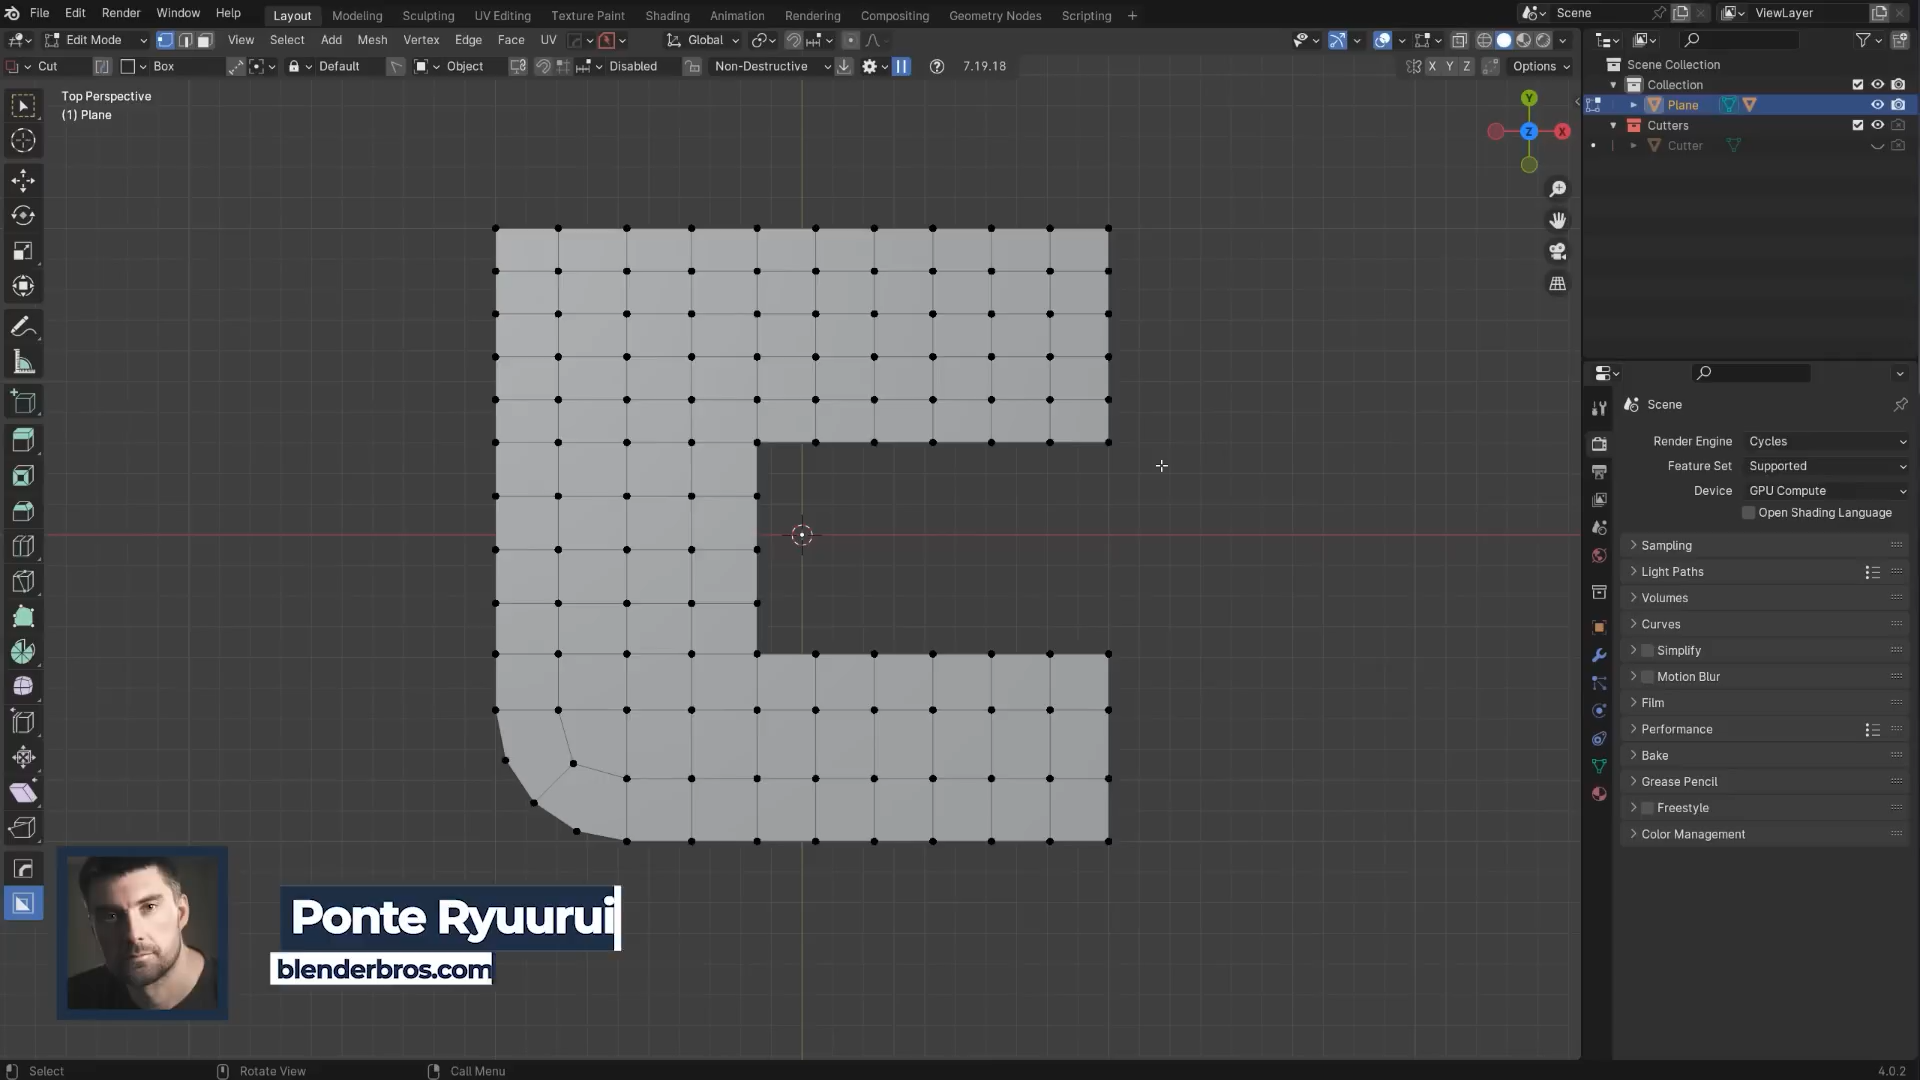 File Edit Render Window Help
Layout Modeling Sculpting UV Editing Texture Paint Shading Animation Rendering Compositing Geometry Nodes Scripting +
Scene
ViewLayer
Edit Mode View Select Add Mesh Vertex Edge Face UV Global
Cut Box Default Object Disabled Non-Destructive 7.19.18 X Y Z Options
Top Perspective
(1) Plane
Y
Z X
Scene Collection
Collection
Plane
Cutters
Cutter
Scene
Render Engine Cycles
Feature Set Supported
Device GPU Compute
Open Shading Language
Sampling
Light Paths
Volumes
Curves
Simplify
Motion Blur
Film
Performance
Bake
Grease Pencil
Freestyle
Color Management
Ponte Ryuurui
blenderbros.com
Select Rotate View Call Menu 4.0.2